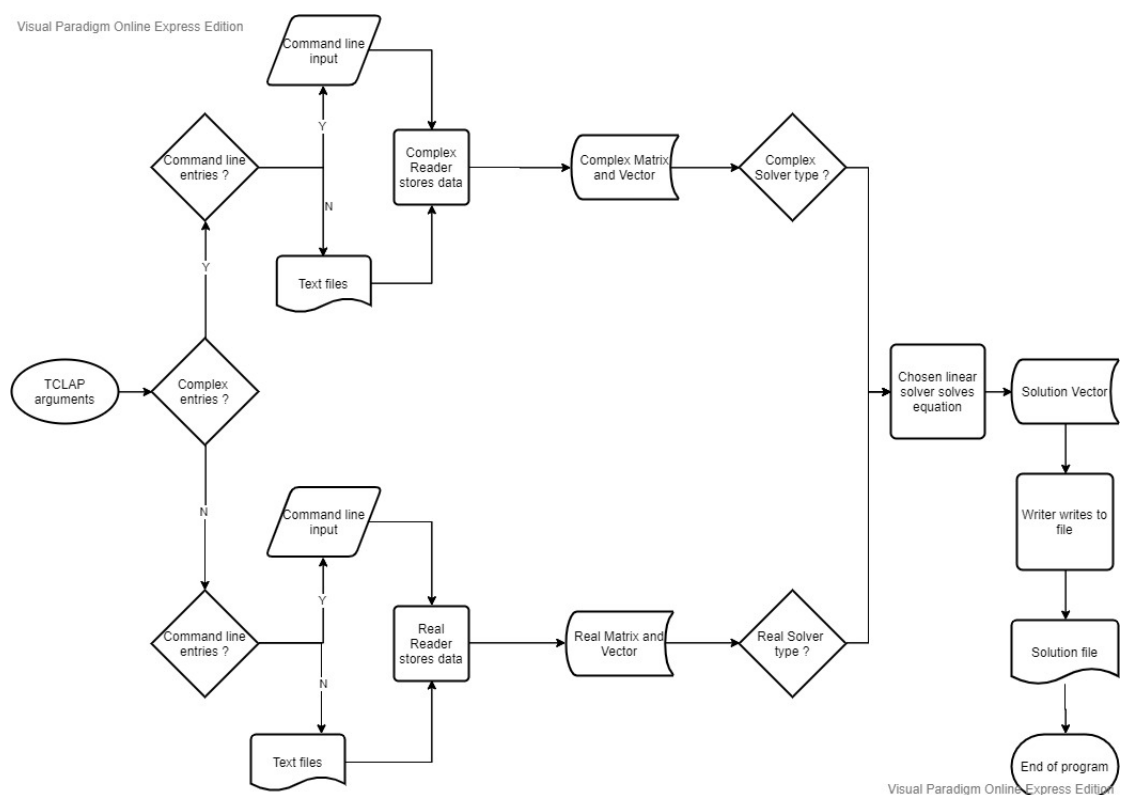 Visual Paradigm Online Express Edition
Command line
input
Y
Command line
entries ?
Complex
Reader
stores data
Complex Matrix
and Vector
Complex
Solver type ?
N
Text files
Y
TCLAP
arguments
Complex
entries ?
Chosen linear
solver solves
equation
Solution Vector
N
Command line
input
Writer writes to
file
Y
Command line
entries ?
Real
Reader
stores data
Real Matrix and
Vector
Real Solver
type ?
Solution file
N
Text files
End of program
Visual Paradigm Online Express Edition